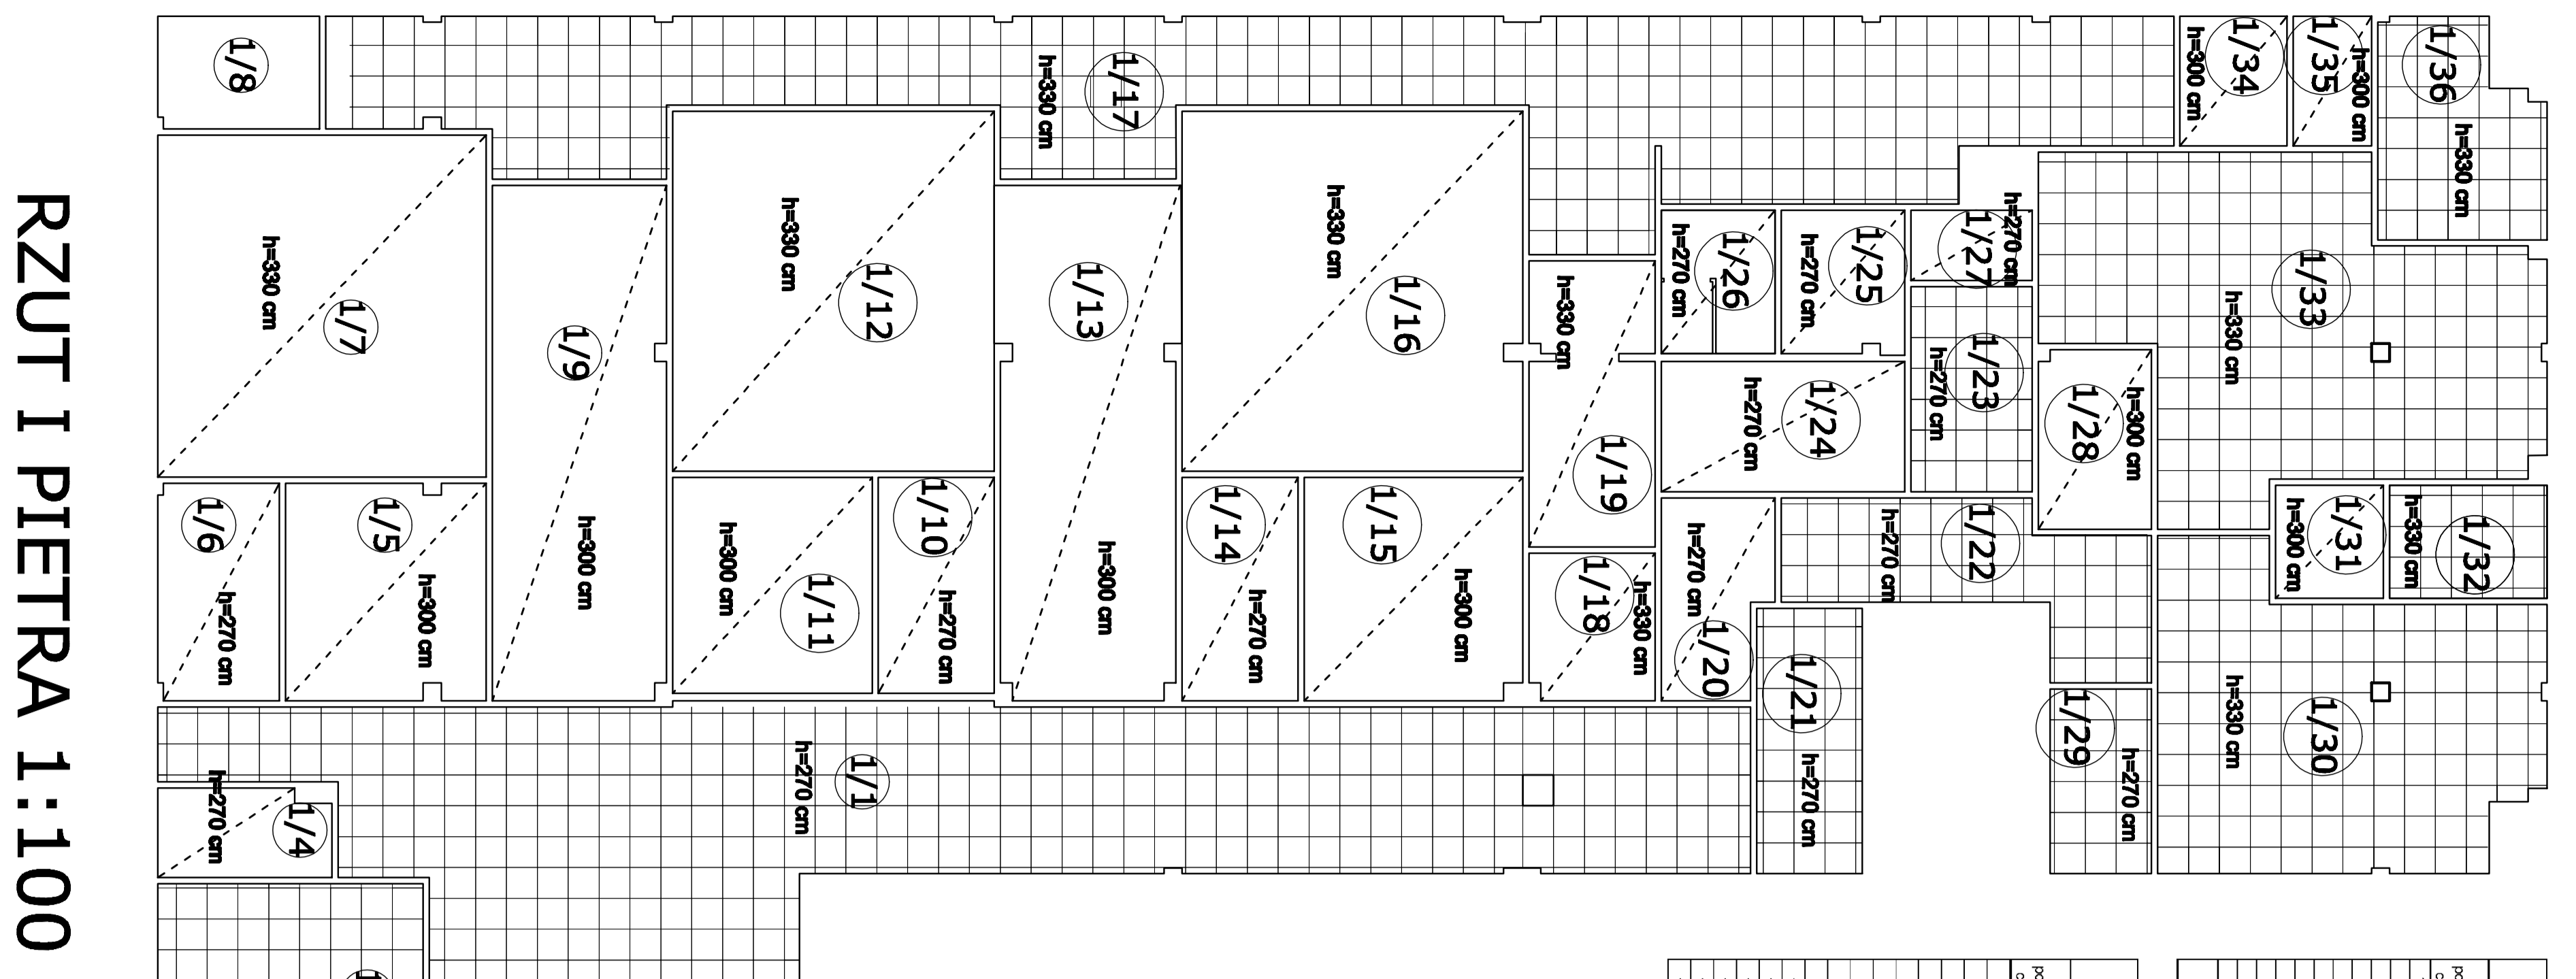 RZUT I PIETRA 1:100
1/8
h=330 cm
1/17
h=300 cm
1/34
1/35
h=300 cm
1/36
h=330 cm
h=330 cm
1/7
1/9
h=300 cm
h=330 cm
1/12
1/13
h=300 cm
h=330 cm
1/16
h=330 cm
1/19
h=270 cm
1/26
h=270 cm
1/25
1/27
h=270 cm
h=270 cm
1/23
h=270 cm
1/24
1/28
h=300 cm
h=330 cm
1/33
1/6
h=270 cm
1/5
h=300 cm
h=300 cm
1/11
1/10
h=270 cm
1/14
h=270 cm
1/15
h=300 cm
1/18
h=330 cm
h=270 cm
1/20
h=270 cm
1/22
h=300 cm
1/31
h=330 cm
1/32
1/21
h=270 cm
1/29
h=270 cm
h=330 cm
1/30
h=270 cm
1/1
h=270 cm
1/4